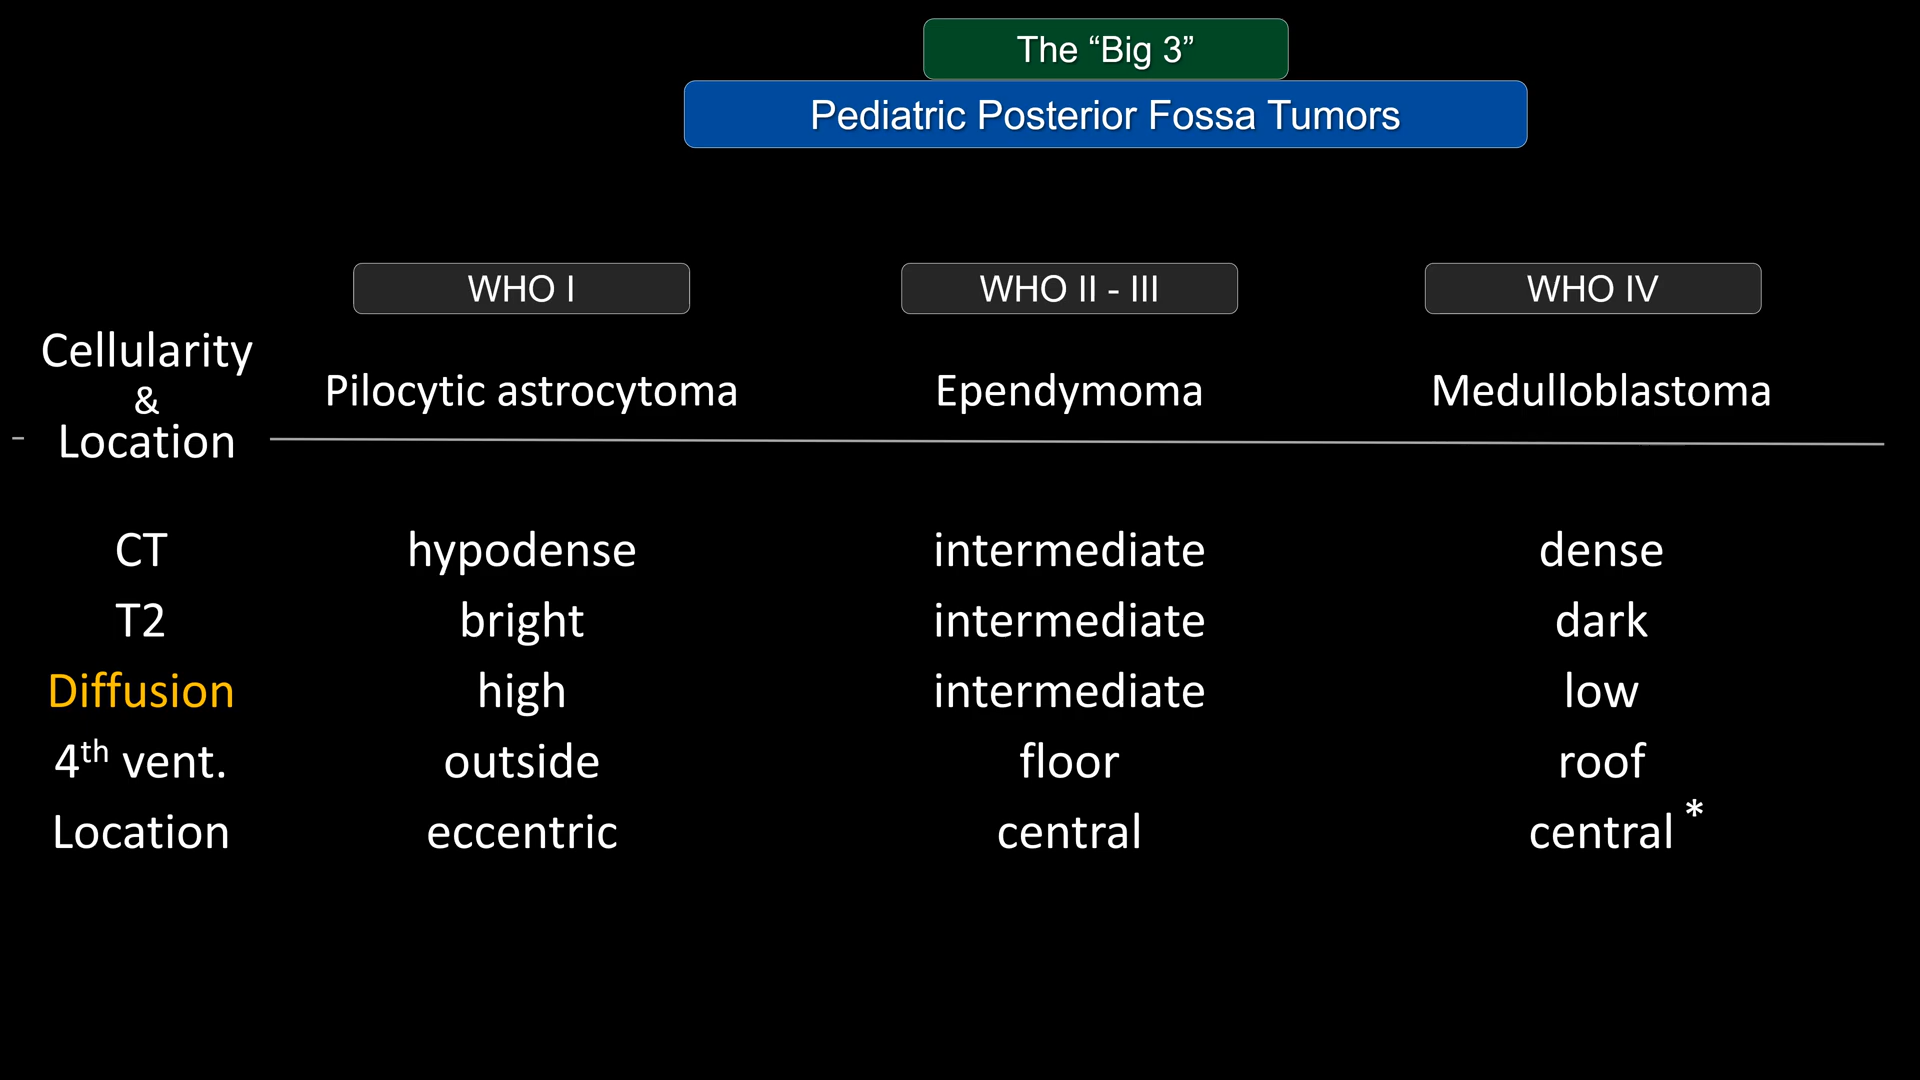 The “Big 3”
Pediatric Posterior Fossa Tumors
WHO I
WHO II - III
WHO IV
Cellularity
&
Location
Pilocytic astrocytoma
Ependymoma
Medulloblastoma
CT
hypodense
intermediate
dense
T2
bright
intermediate
dark
Diffusion
high
intermediate
low
4th vent.
outside
floor
roof
Location
eccentric
central
central *